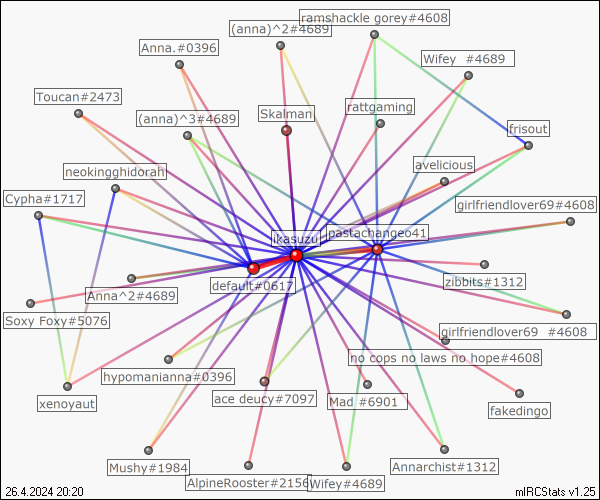 ramshackle gorey#4608
(anna)^2#4689
Anna.#0396
Wifey  #4689
Toucan#2473
rattgaming
Skalman
(anna)^3#4689
frisout
avelicious
neokingghidorah
Cypha#1717
girlfriendlover69#4608
pastachange041
ikasuzu
zibbits#1312
default#0617
Anna^2#4689
Soxy Foxy#5076
girlfriendlover69  #4608
no cops no laws no hope#4608
hypomanianna#0396
xenoyaut
ace deucy#7097
Mad #6901
fakedingo
Mushy#1984
Annarchist#1312
AlpineRooster#2156
Wifey#4689
26.4.2024 20:20
mIRCStats v1.25